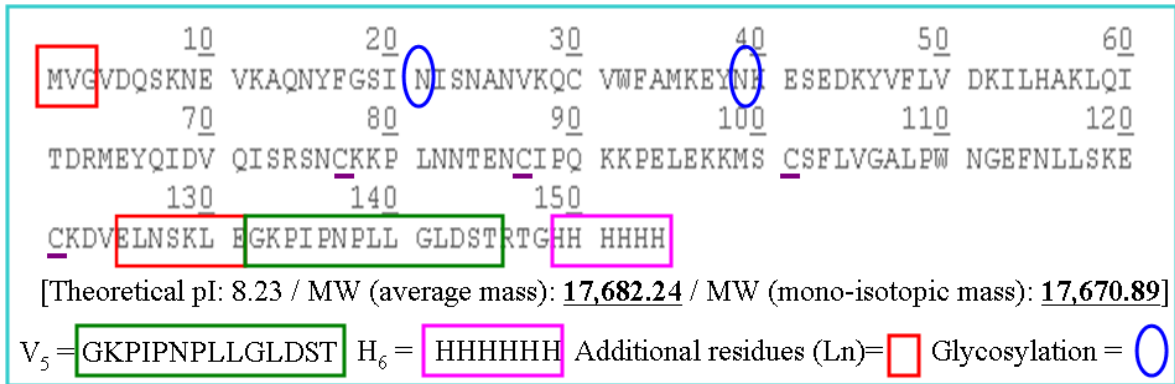 10 20 30 40 50 60
MVGVDQSKNE VKAQNYFGSI NISNANVKQC VWFAMKEYNK ESEDKYVFLV DKILHAKLQI
70 80 90 100 110 120
TDRMEYQIDV QISRSNCKKP LNNTENCIPQ KKPELEKKMS CSFLVGALPW NGEFNLLSKE
130 140 150
CKDVELNSKL EGKPIPNPLL GLDSTRTGHH HHHH
[Theoretical pI: 8.23 / MW (average mass): 17,682.24 / MW (mono-isotopic mass): 17,670.89]
V5 = GKPIPNPLLGLDST H6 = HHHHHH Additional residues (Ln)= Glycosylation =